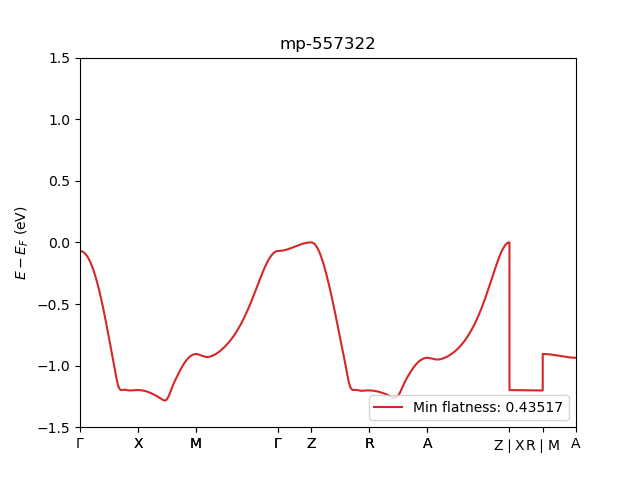 mp-557322
E − E_F (eV)
1.5
1.0
0.5
0.0
−0.5
−1.0
−1.5
Min flatness: 0.43517
Γ X M Γ Z R A Z | X R | M A